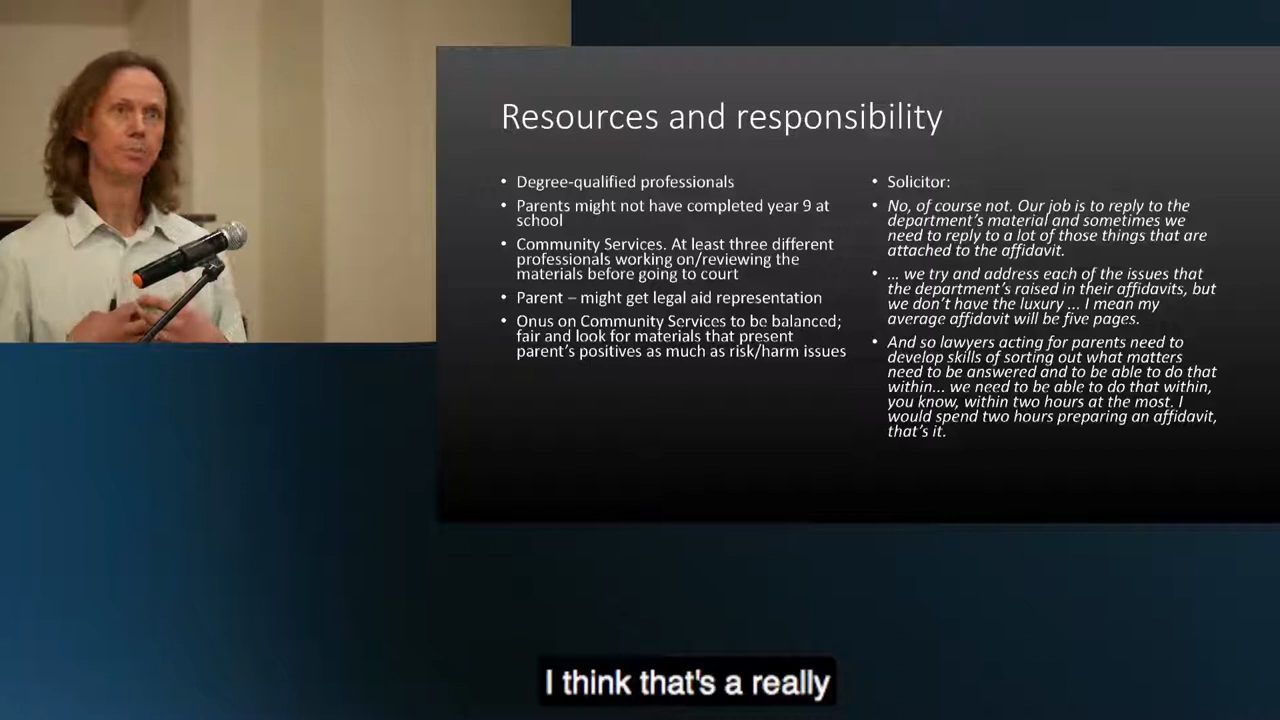 Resources and responsibility
• Degree-qualified professionals
• Parents might not have completed year 9 at
school
• Community Services. At least three different
professionals working on/reviewing the
materials before going to court
• Parent – might get legal aid representation
• Onus on Community Services to be balanced;
fair and look for materials that present
parent's positives as much as risk/harm issues
• Solicitor:
• No, of course not. Our job is to reply to the
department's material and sometimes we
need to reply to a lot of those things that are
attached to the affidavit.
• … we try and address each of the issues that
the department's raised in their affidavits, but
we don't have the luxury … I mean my
average affidavit will be five pages.
• And so lawyers acting for parents need to
develop skills of sorting out what matters
need to be answered and to be able to do that
within… we need to be able to do that within,
you know, within two hours at the most. I
would spend two hours preparing an affidavit,
that's it.
I think that's a really